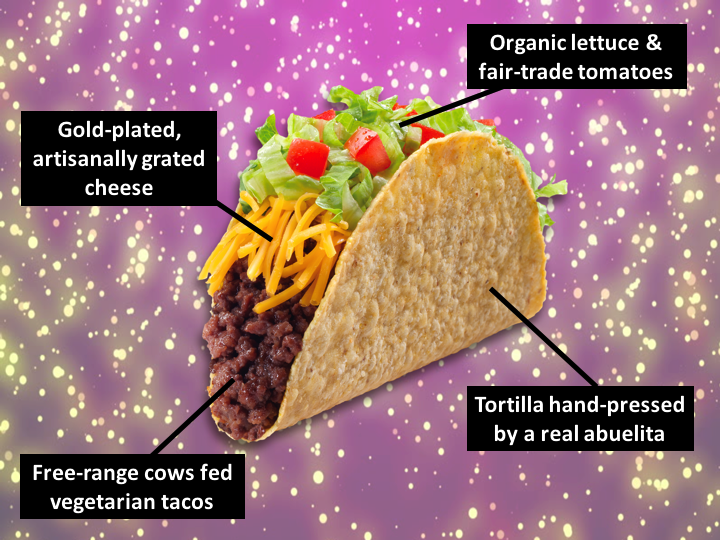 Organic lettuce &
fair-trade tomatoes
Gold-plated,
artisanally grated
cheese
Tortilla hand-pressed
by a real abuelita
Free-range cows fed
vegetarian tacos